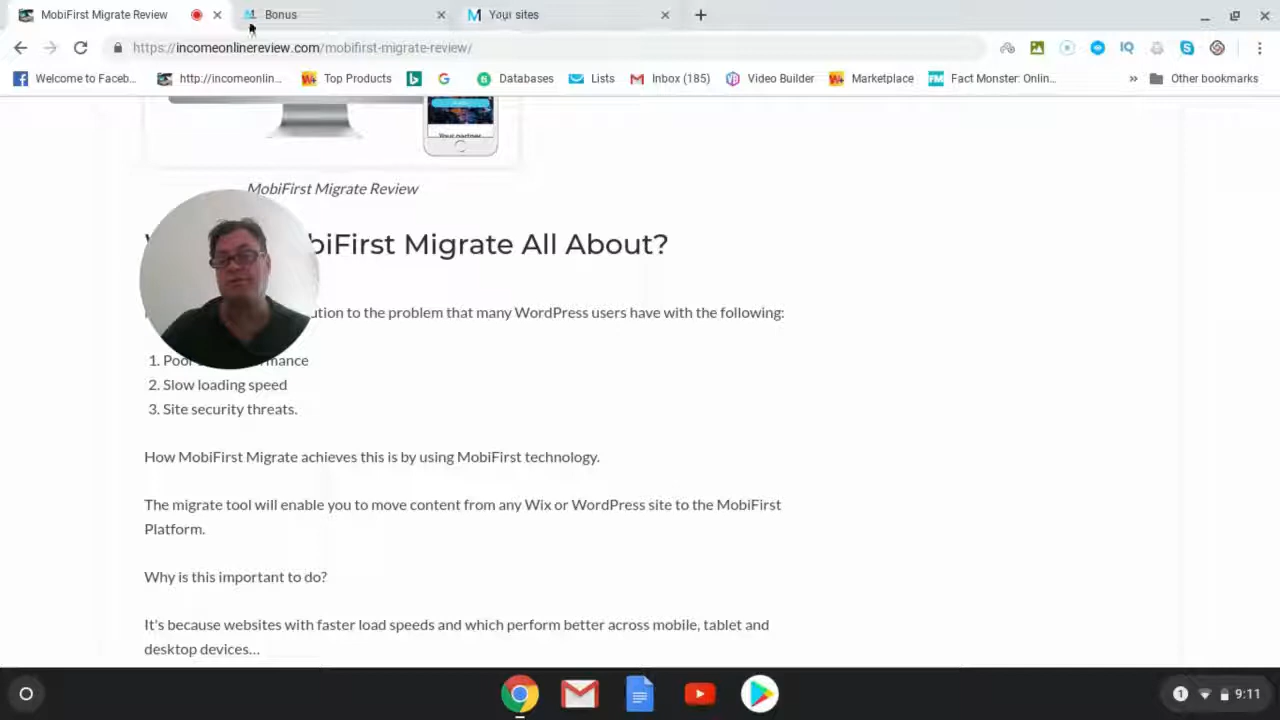 MobiFirst Migrate Review
Bonus
Your sites
https://incomeonlinereview.com/mobifirst-migrate-review/
Welcome to Faceb...
http://incomeonlin...
Top Products
Databases
Lists
Inbox (185)
Video Builder
Marketplace
Fact Monster: Onlin...
Other bookmarks
MobiFirst Migrate Review
biFirst Migrate All About?
ution to the problem that many WordPress users have with the following:
1. Poor mance
2. Slow loading speed
3. Site security threats.
How MobiFirst Migrate achieves this is by using MobiFirst technology.
The migrate tool will enable you to move content from any Wix or WordPress site to the MobiFirst
Platform.
Why is this important to do?
It's because websites with faster load speeds and which perform better across mobile, tablet and
desktop devices...
1 9:11